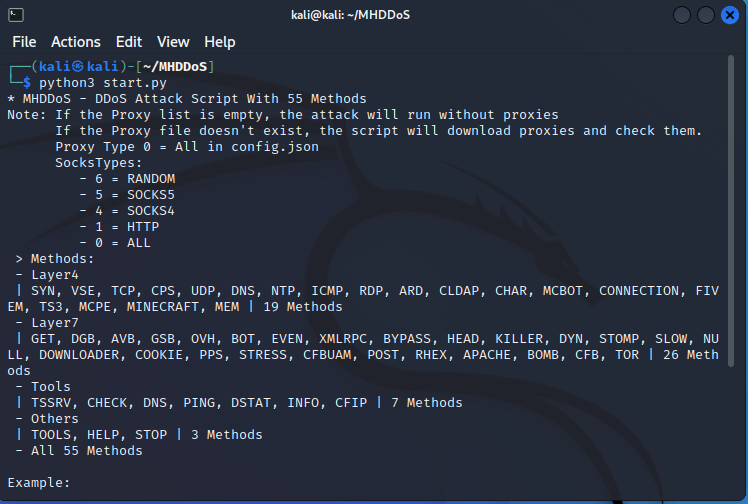 kali@kali: ~/MHDDoS
File Actions Edit View Help
┌──(kali㉿kali)-[~/MHDDoS]
└─$ python3 start.py
* MHDDoS - DDoS Attack Script With 55 Methods
Note: If the Proxy list is empty, the attack will run without proxies
      If the Proxy file doesn't exist, the script will download proxies and check them.
      Proxy Type 0 = All in config.json
      SocksTypes:
         - 6 = RANDOM
         - 5 = SOCKS5
         - 4 = SOCKS4
         - 1 = HTTP
         - 0 = ALL
 > Methods:
 - Layer4
 | SYN, VSE, TCP, CPS, UDP, DNS, NTP, ICMP, RDP, ARD, CLDAP, CHAR, MCBOT, CONNECTION, FIV
EM, TS3, MCPE, MINECRAFT, MEM | 19 Methods
 - Layer7
 | GET, DGB, AVB, GSB, OVH, BOT, EVEN, XMLRPC, BYPASS, HEAD, KILLER, DYN, STOMP, SLOW, NU
LL, DOWNLOADER, COOKIE, PPS, STRESS, CFBUAM, POST, RHEX, APACHE, BOMB, CFB, TOR | 26 Meth
ods
 - Tools
 | TSSRV, CHECK, DNS, PING, DSTAT, INFO, CFIP | 7 Methods
 - Others
 | TOOLS, HELP, STOP | 3 Methods
 - All 55 Methods
Example: